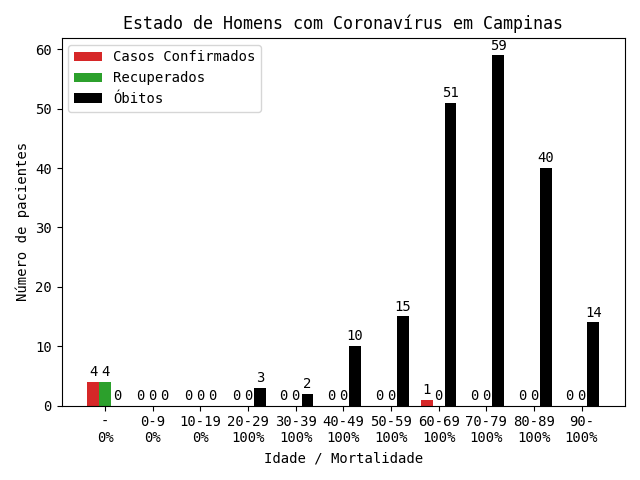 Estado de Homens com Coronavírus em Campinas
Casos Confirmados
Recuperados
Óbitos
Número de pacientes
60
50
40
30
20
10
0
4 4 0
0 0 0
0 0 0
0 0 3
0 0 2
0 0 10
0 0 15
1 0 51
0 0 59
0 0 40
0 0 14
- 0-9 10-19 20-29 30-39 40-49 50-59 60-69 70-79 80-89 90-
0% 0% 0% 100% 100% 100% 100% 100% 100% 100% 100%
Idade / Mortalidade